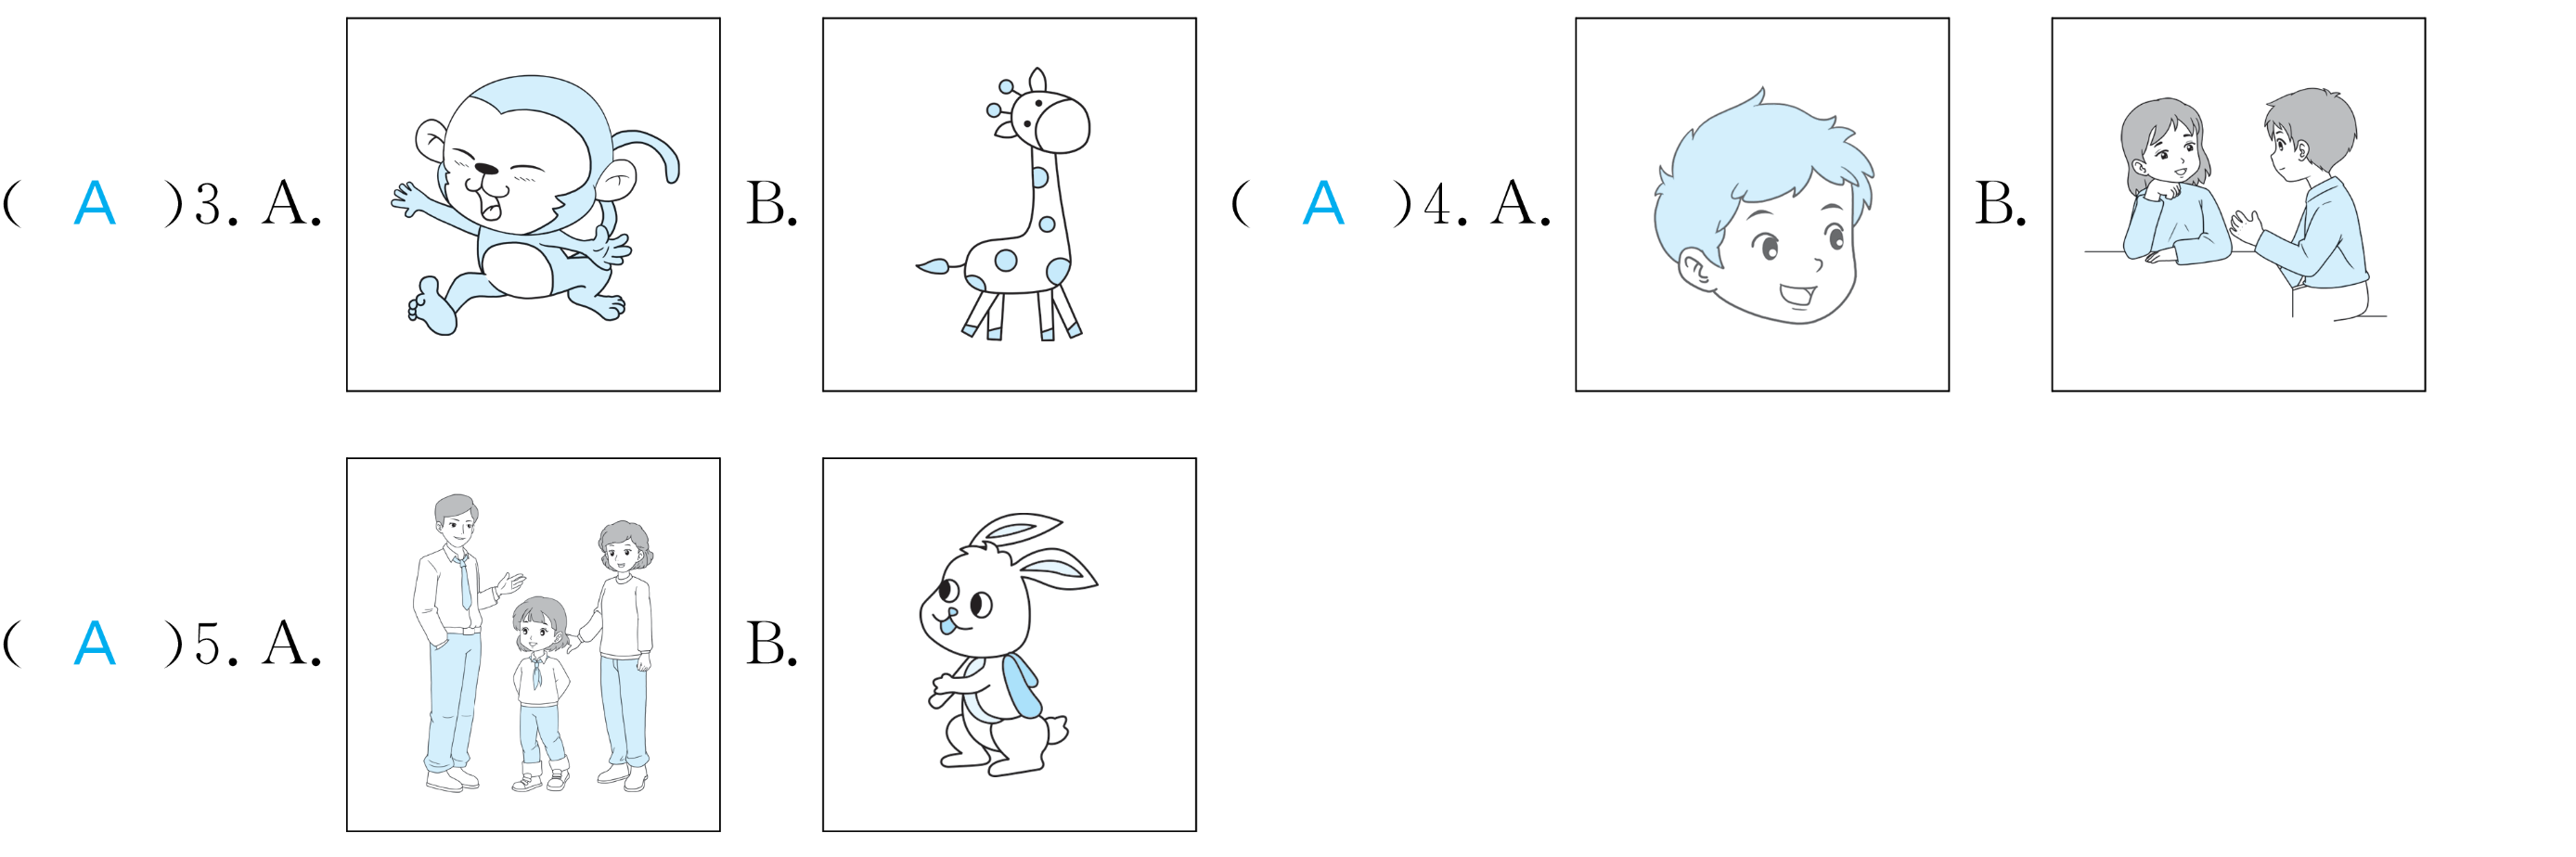 ( A )3. A. B. ( A )4. A. B.
( A )5. A. B.